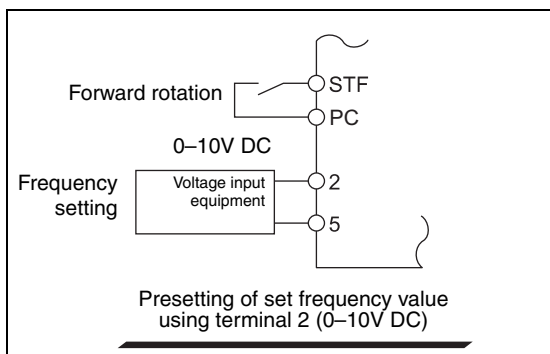 STF
Forward rotation
PC
0–10V DC
Frequency setting
Voltage input equipment
2
5
Presetting of set frequency value
using terminal 2 (0–10V DC)